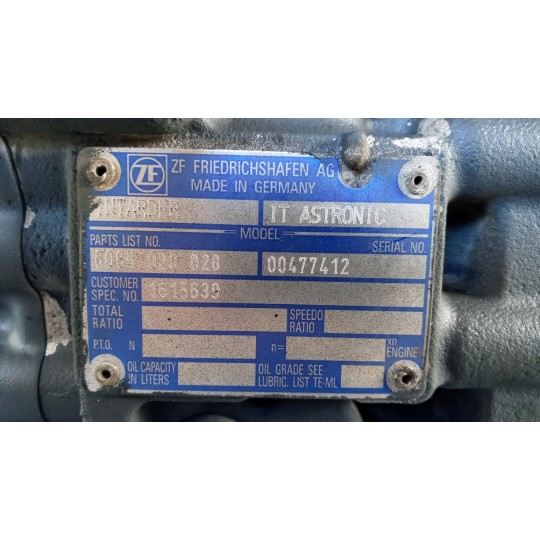 ZF
ZF FRIEDRICHSHAFEN AG
MADE IN GERMANY
INTARDER IT ASTRONIC
MODEL
PARTS LIST NO. SERIAL NO.
028 00477412
CUSTOMER SPEC. NO. 1615639
TOTAL RATIO SPEEDO RATIO
P.T.O. N n= xn ENGINE
OIL CAPACITY IN LITERS OIL GRADE SEE LUBRIC. LIST TE-ML